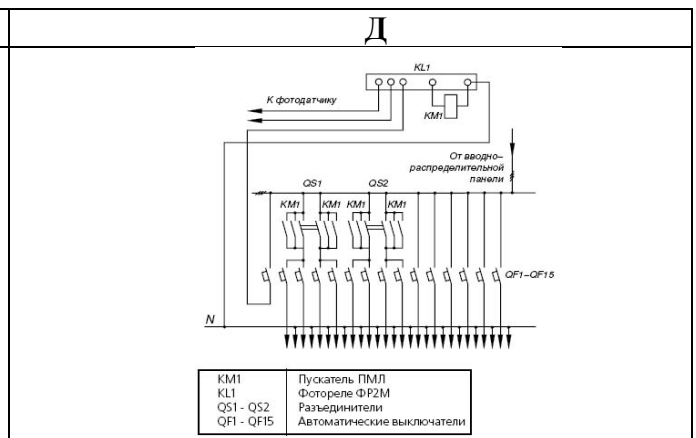 Д
KL1
К фотодатчику
KM1
От вводно–
распределительной
панели
QS1 QS2
KM1 KM1 KM1 KM1
QF1–QF15
N
KM1 Пускатель ПМЛ
KL1 Фотореле ФР2М
QS1 - QS2 Разъединители
QF1 - QF15 Автоматические выключатели